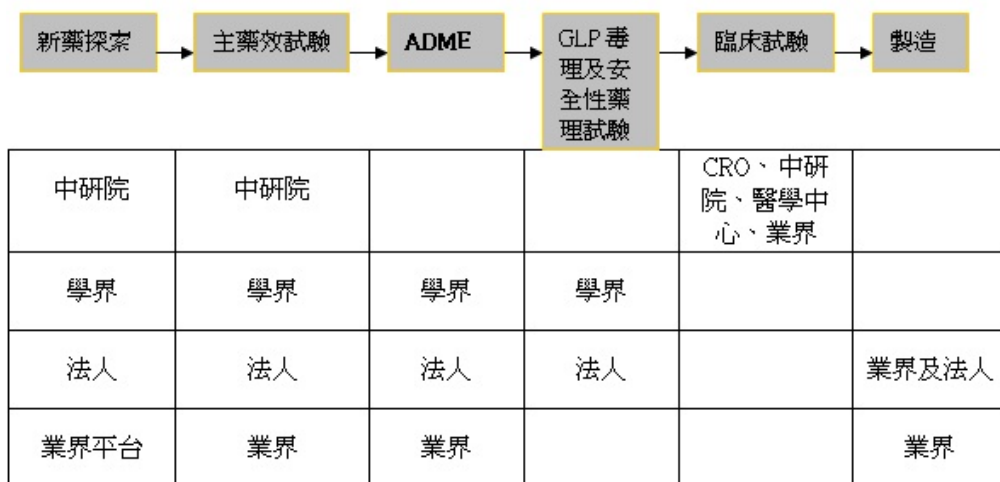 新藥探索
主藥效試驗
ADME
GLP 毒
理及安
全性藥
理試驗
臨床試驗
製造
中研院
中研院
CRO、中研
院、醫學中
心、業界
學界
學界
學界
學界
法人
法人
法人
法人
業界及法人
業界平台
業界
業界
業界